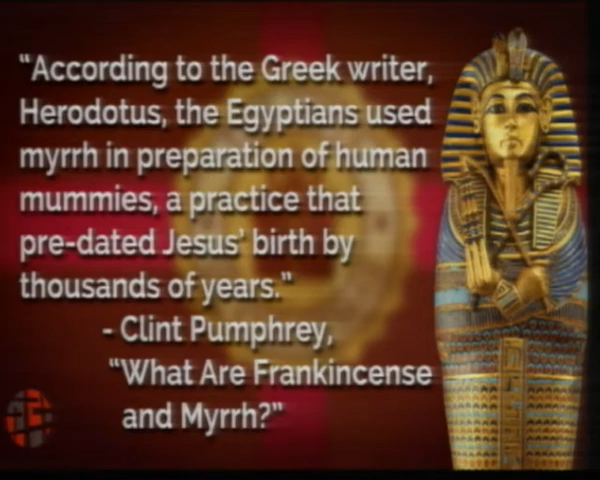 “According to the Greek writer,
Herodotus, the Egyptians used
myrrh in preparation of human
mummies, a practice that
pre-dated Jesus’ birth by
thousands of years.”
- Clint Pumphrey,
“What Are Frankincense
and Myrrh?”